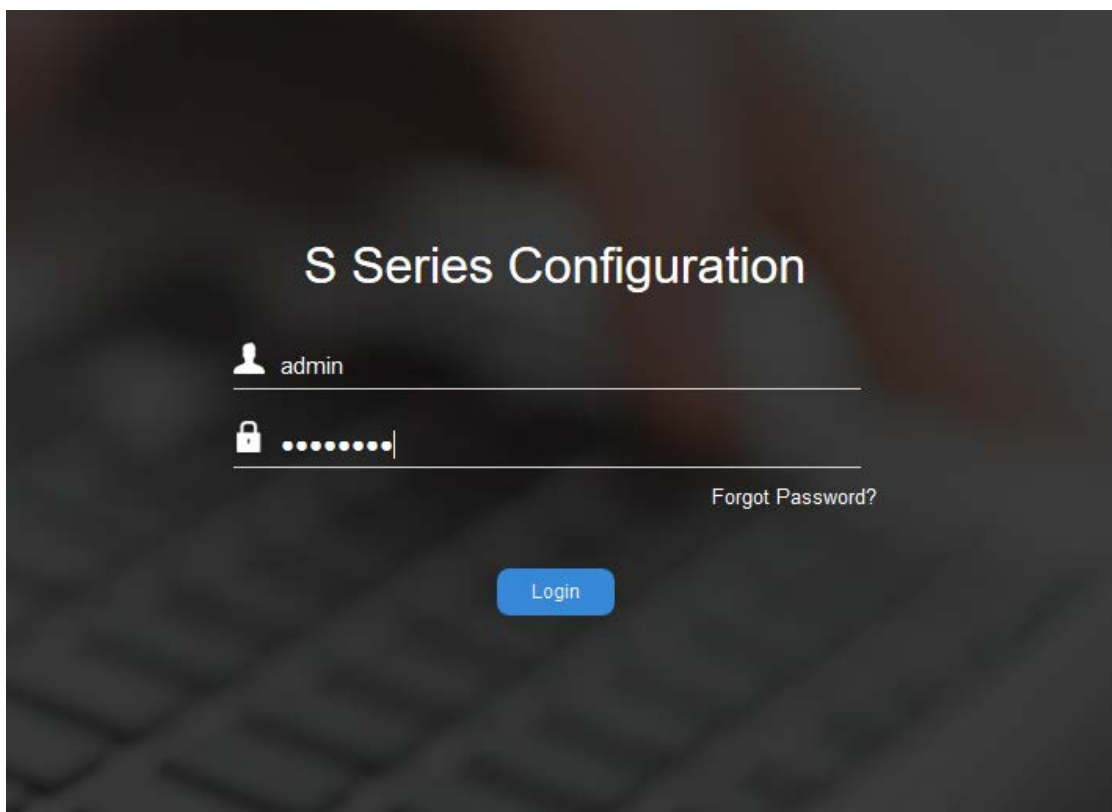 S Series Configuration
admin
••••••••
Forgot Password?
Login